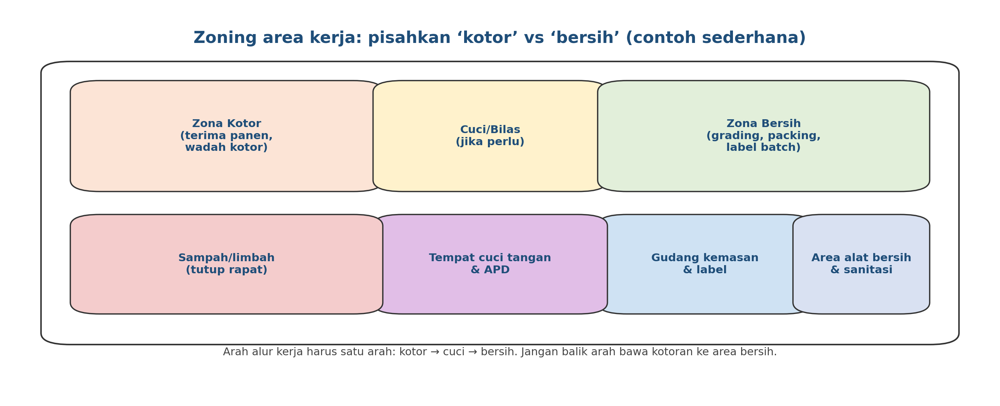 Zoning area kerja: pisahkan ‘kotor’ vs ‘bersih’ (contoh sederhana)
Zona Kotor
(terima panen,
wadah kotor)
Cuci/Bilas
(jika perlu)
Zona Bersih
(grading, packing,
label batch)
Sampah/limbah
(tutup rapat)
Tempat cuci tangan
& APD
Gudang kemasan
& label
Area alat bersih
& sanitasi
Arah alur kerja harus satu arah: kotor → cuci → bersih. Jangan balik arah bawa kotoran ke area bersih.